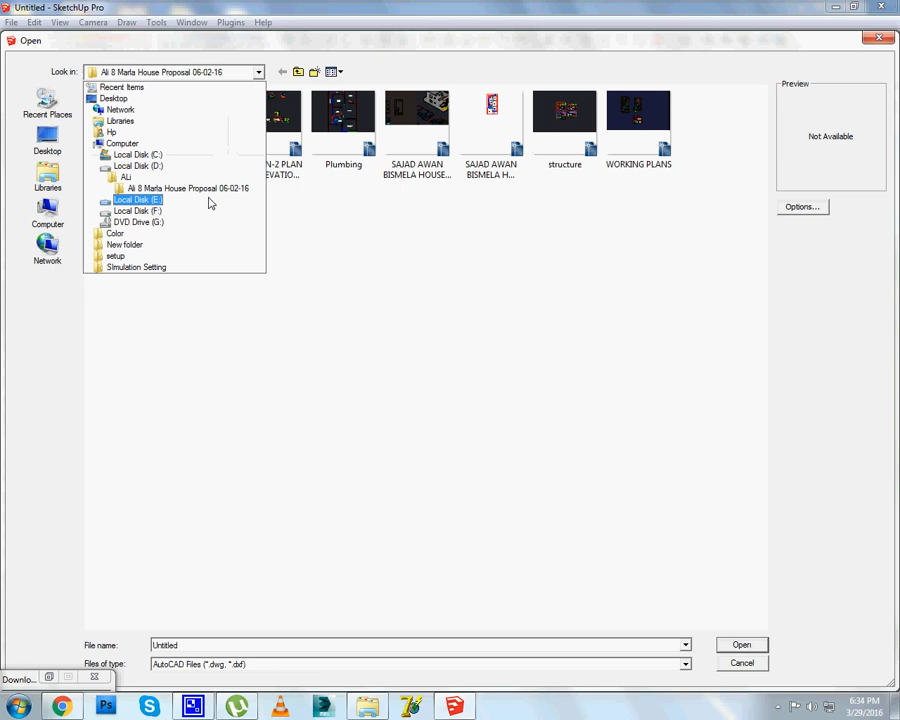 Untitled - SketchUp Pro
File Edit View Camera Draw Tools Window Plugins Help
Open
Look in: Ali 8 Marla House Proposal 06-02-16
Recent Items
Desktop
Network
Libraries
Hp
Computer
Local Disk (C:)
Local Disk (D:)
ALi
Ali 8 Marla House Proposal 06-02-16
Local Disk (E:)
Local Disk (F:)
DVD Drive (G:)
Color
New folder
setup
SImulation Setting
Recent Places
Desktop
Libraries
Computer
Network
N-2 PLAN
EVATIO...
Plumbing
SAJAD AWAN
BISMELA HOUSE...
SAJAD AWAN
BISMELA H...
structure
WORKING PLANS
Preview
Not Available
Options...
File name: Untitled
Open
Files of type: AutoCAD Files (*.dwg, *.dxf)
Cancel
Downlo...
Ps
6:34 PM
3/29/2016